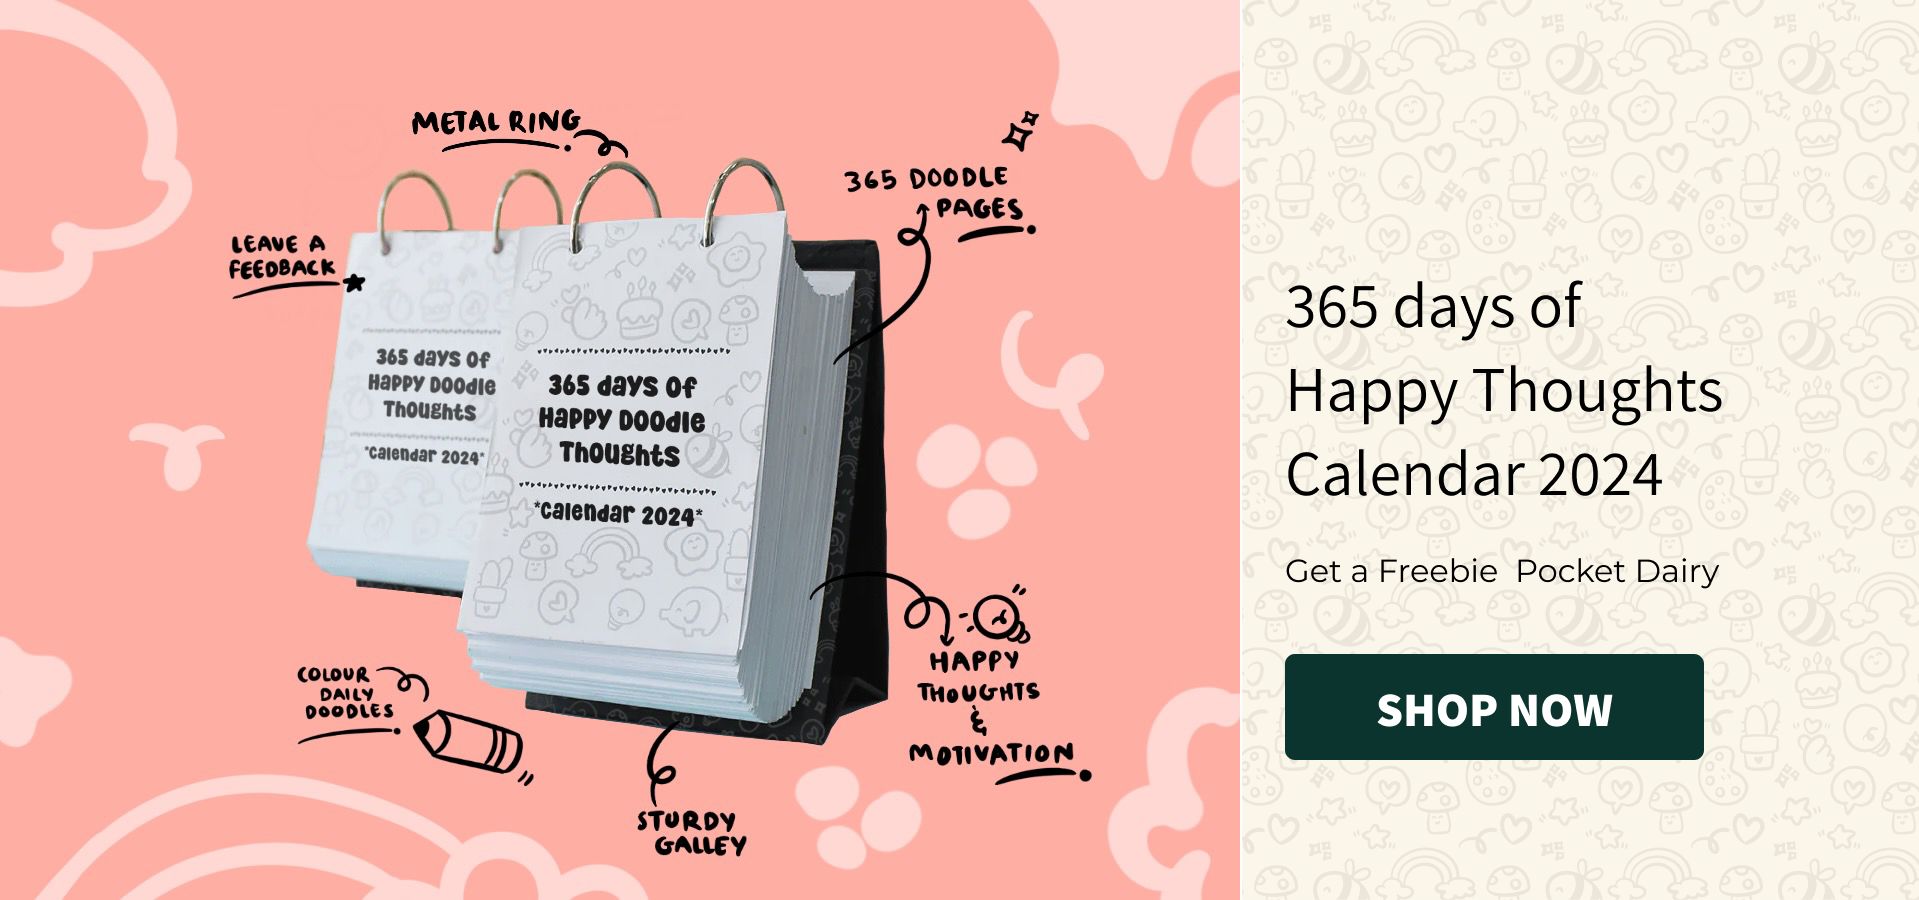 METAL RING
365 DOODLE
PAGES
LEAVE A
FEEDBACK
365 days of
Happy Doodle
Thoughts
*Calendar 2024*
365 days of
Happy Doodle
Thoughts
*Calendar 2024*
COLOUR
DAILY
DOODLES
HAPPY
THOUGHTS
&
MOTIVATION
STURDY
GALLEY
365 days of
Happy Thoughts
Calendar 2024
Get a Freebie  Pocket Dairy
SHOP NOW